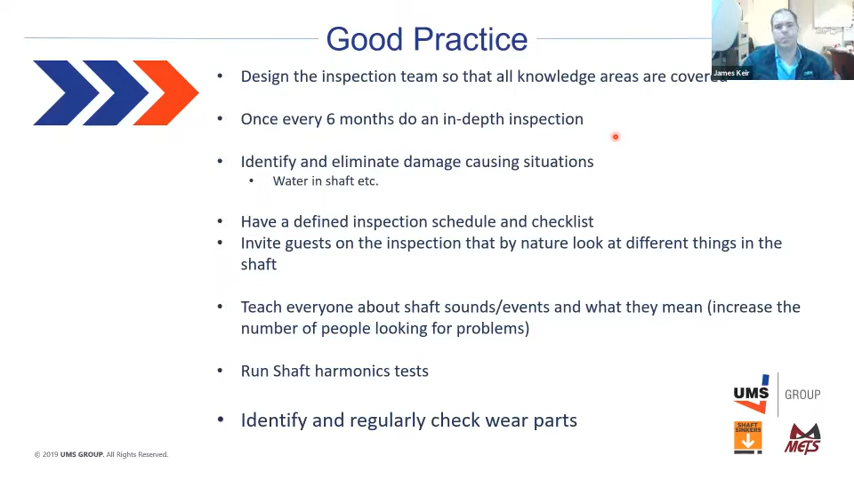 Good Practice
James Keir
• Design the inspection team so that all knowledge areas are covered
• Once every 6 months do an in-depth inspection
• Identify and eliminate damage causing situations
• Water in shaft etc.
• Have a defined inspection schedule and checklist
• Invite guests on the inspection that by nature look at different things in the
shaft
• Teach everyone about shaft sounds/events and what they mean (increase the
number of people looking for problems)
• Run Shaft harmonics tests
• Identify and regularly check wear parts
UMS GROUP
SHAFT
SINKERS
METS
© 2019 UMS GROUP. All Rights Reserved.